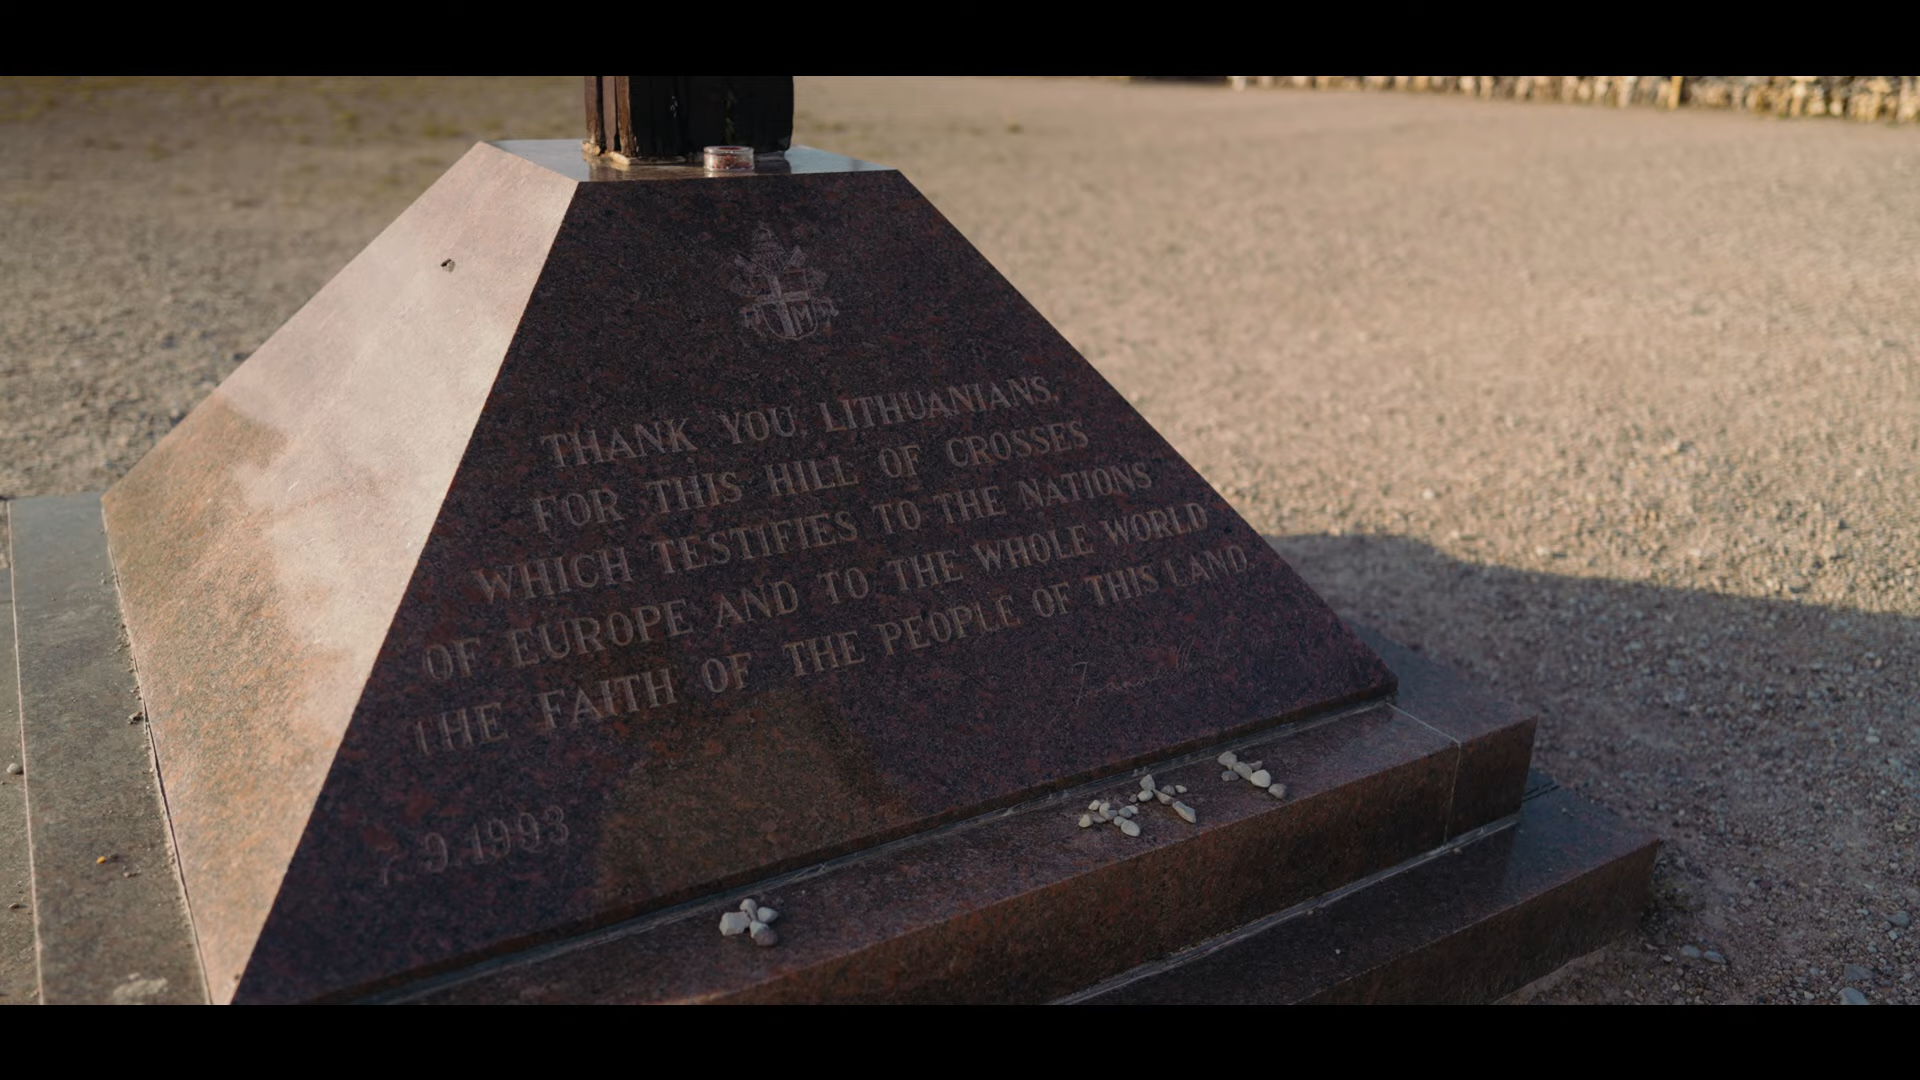 THANK YOU, LITHUANIANS,
FOR THIS HILL OF CROSSES
WHICH TESTIFIES TO THE NATIONS
OF EUROPE AND TO THE WHOLE WORLD
THE FAITH OF THE PEOPLE OF THIS LAND.
9.1993